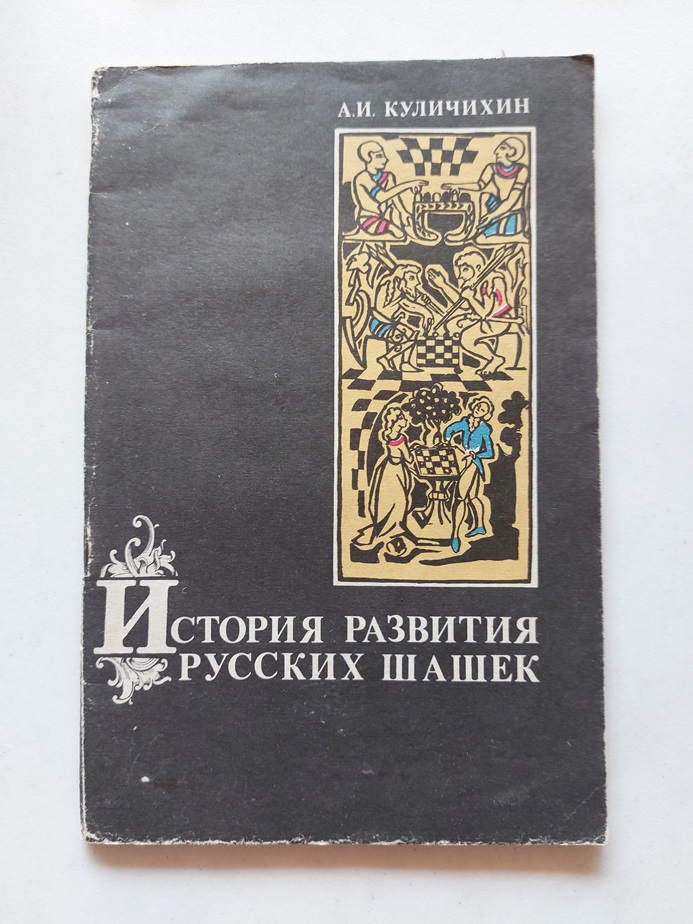 А.И. КУЛИЧИХИН
ИСТОРИЯ РАЗВИТИЯ
РУССКИХ ШАШЕК